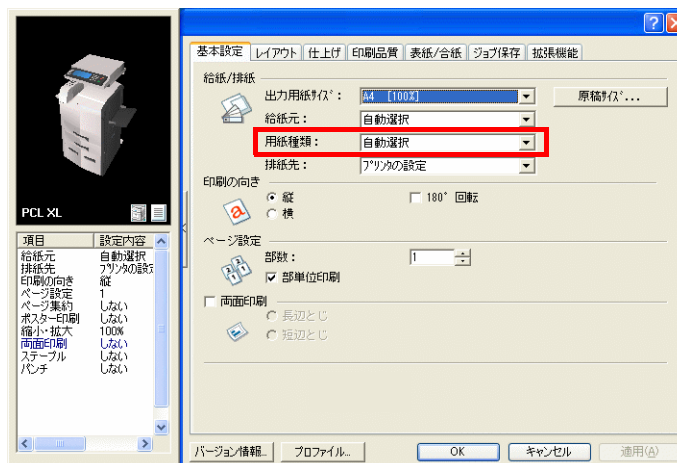 基本設定 レイアウト 仕上げ 印刷品質 表紙/合紙 ジョブ保存 拡張機能
給紙/排紙
出力用紙ｻｲｽﾞ： A4 [100%] 原稿ｻｲｽﾞ...
給紙元： 自動選択
用紙種類： 自動選択
排紙先： ﾌﾟﾘﾝﾀの設定
印刷の向き
縦 180ﾟ 回転
横
ページ設定
部数： 1
部単位印刷
両面印刷
長辺とじ
短辺とじ
PCL XL
項目 設定内容
給紙元 自動選択
排紙先 ﾌﾟﾘﾝﾀの設定
印刷の向き 縦
ページ設定 1
ページ集約 しない
ポスター印刷 しない
縮小・拡大 100%
両面印刷 しない
ステープル しない
パンチ しない
バージョン情報... プロファイル... OK キャンセル 適用(A)